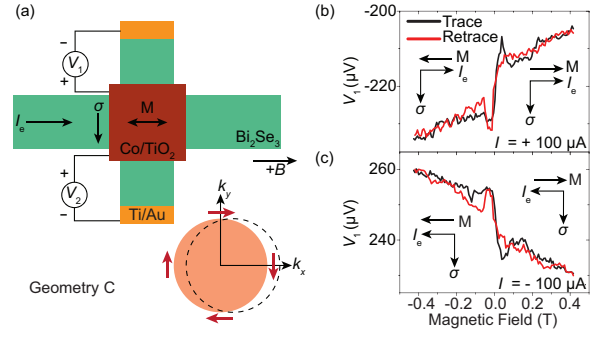 (a)
−
V1
+
Ie
σ
M
Co/TiO2
Bi2Se3
+B
+
V2
−
Ti/Au
ky
kx
Geometry C
(b)
-200
-220
V1 (µV)
Trace
Retrace
M
Ie
σ
M
Ie
σ
I = + 100 µA
(c)
260
240
V1 (µV)
M
Ie
σ
M
Ie
σ
I = - 100 µA
-0.4 -0.2 0.0 0.2 0.4
Magnetic Field (T)